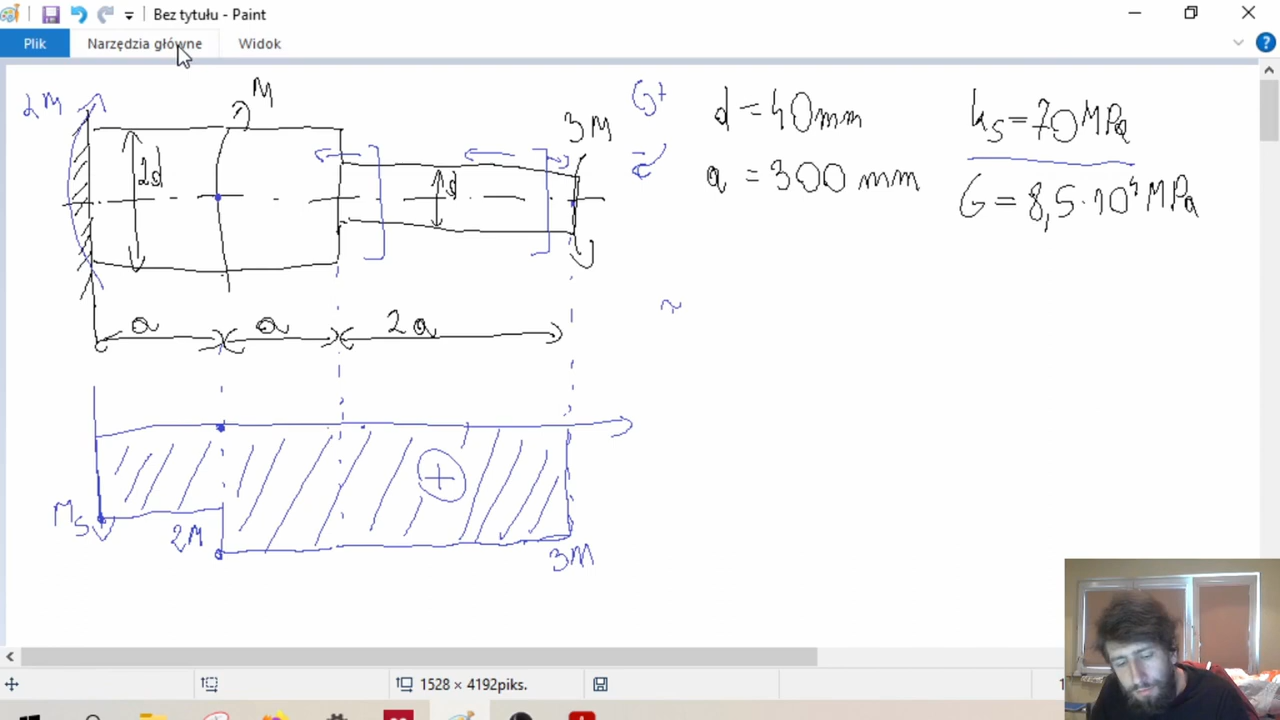 Bez tytułu - Paint
Plik Narzędzia główne Widok
2M
M
3M
2d
d
a a 2a
d = 40mm
a = 300 mm
ks = 70 MPa
G = 8,5 · 10⁴ MPa
Ms
2M
+
3M
1528 × 4192piks.